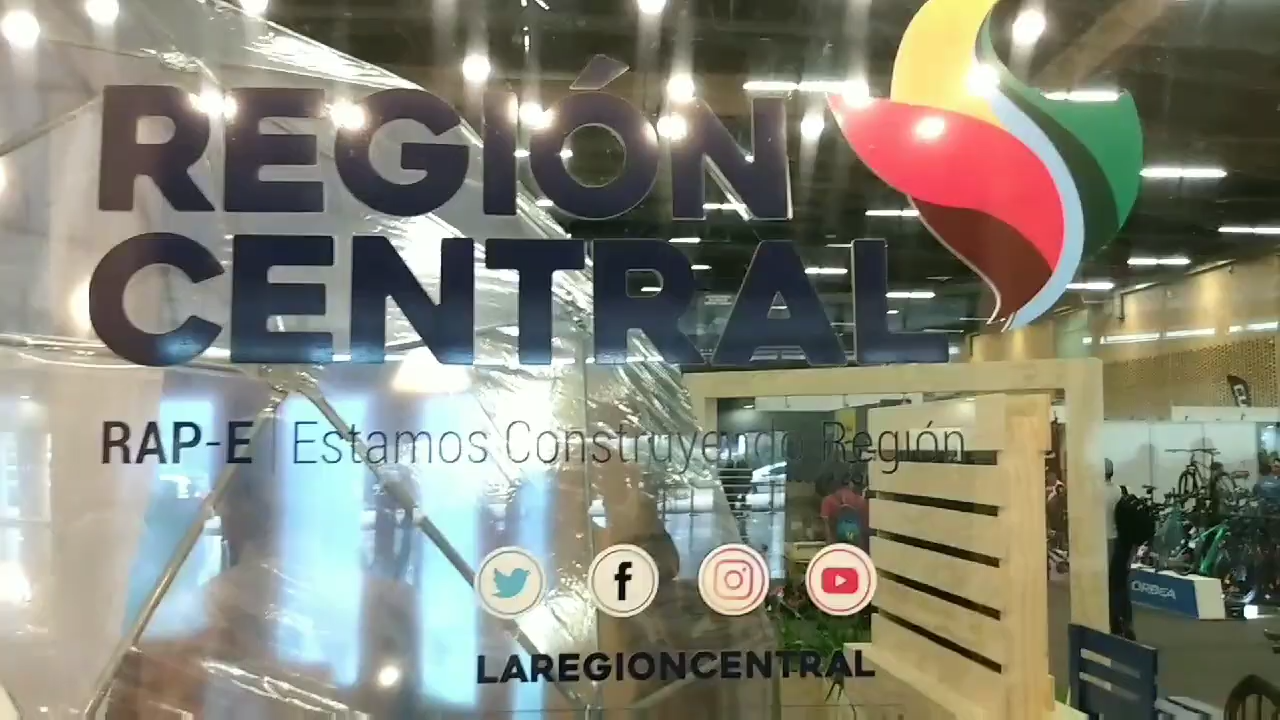 REGIÓN
CENTRAL
RAP-E | Estamos Construyendo Región
LAREGIONCENTRAL
ORBEA